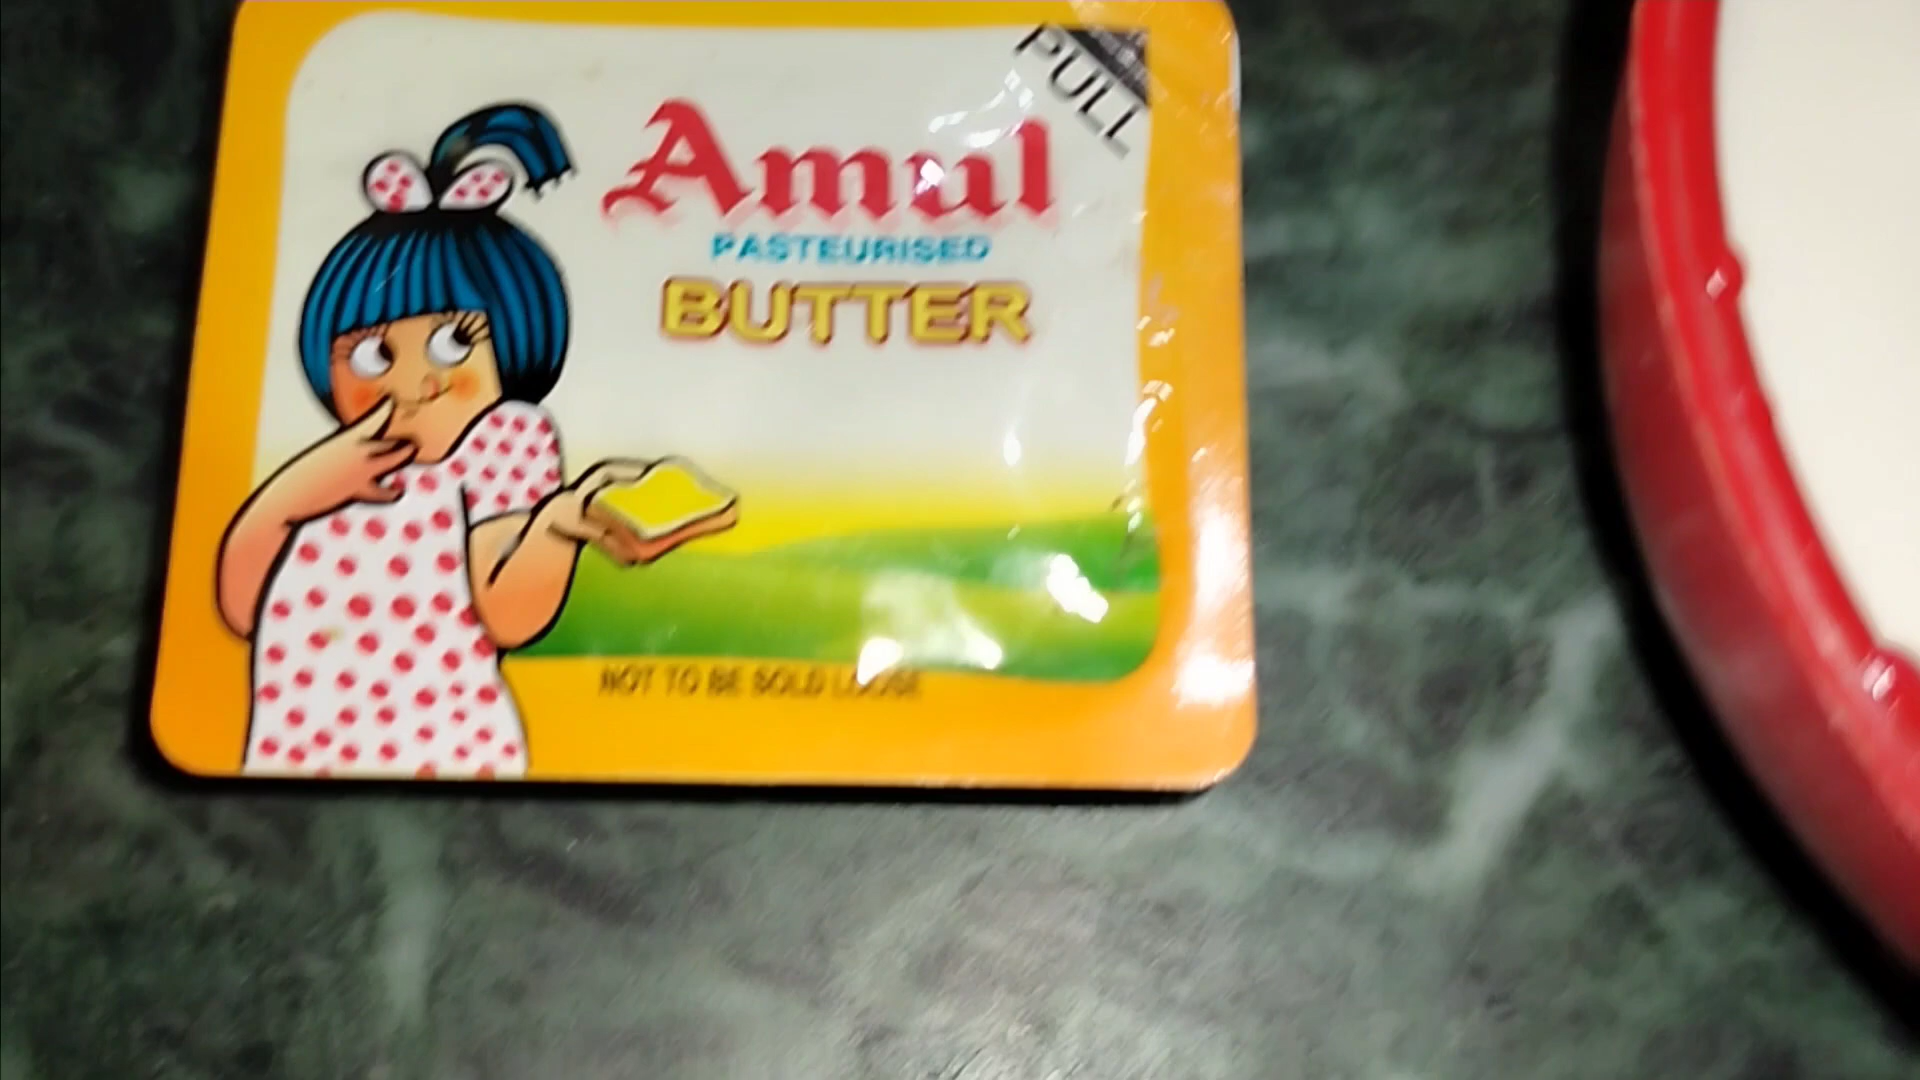 PULL
Amul
PASTEURISED
BUTTER
NOT TO BE SOLD LOOSE